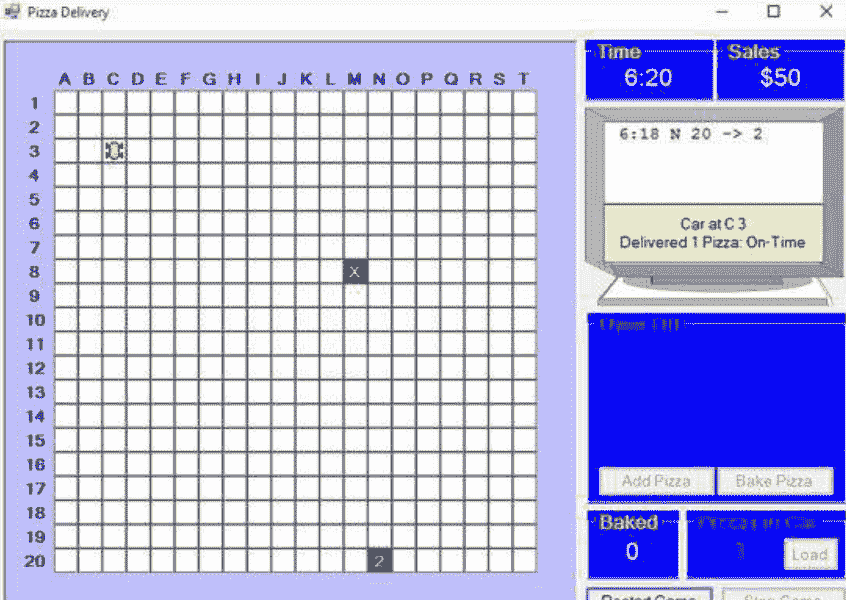 Pizza Delivery
Time
Sales
6:20
$50
A B C D E F G H I J K L M N O P Q R S T
1
2
3
4
5
6
7
8
X
9
10
11
12
13
14
15
16
17
18
19
20
2
6:18 N 20 -> 2
Car at C 3
Delivered 1 Pizza: On-Time
Add Pizza
Bake Pizza
Baked
0
Load